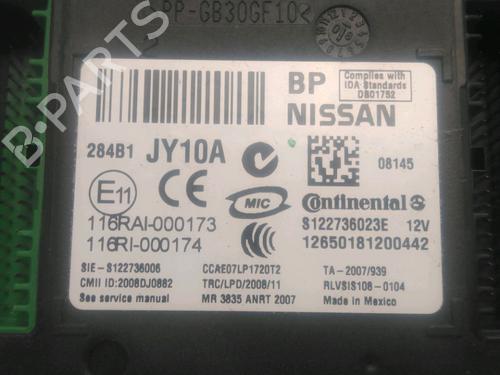 PP-GB30GF10
BP
NISSAN
Complies with
IDA Standards
DB01752
284B1 JY10A
08145
E11
CE
MIC
Continental
116RAI-000173
116RI-000174
S122736023E 12V
12650181200442
SIE-S122736006
CMII ID:2008DJ0882
See service manual
CCAE07LP1720T2
TRC/LPD/2008/11
MR 3835 ANRT 2007
TA-2007/939
RLVSIS108-0104
Made in Mexico
B-PARTS